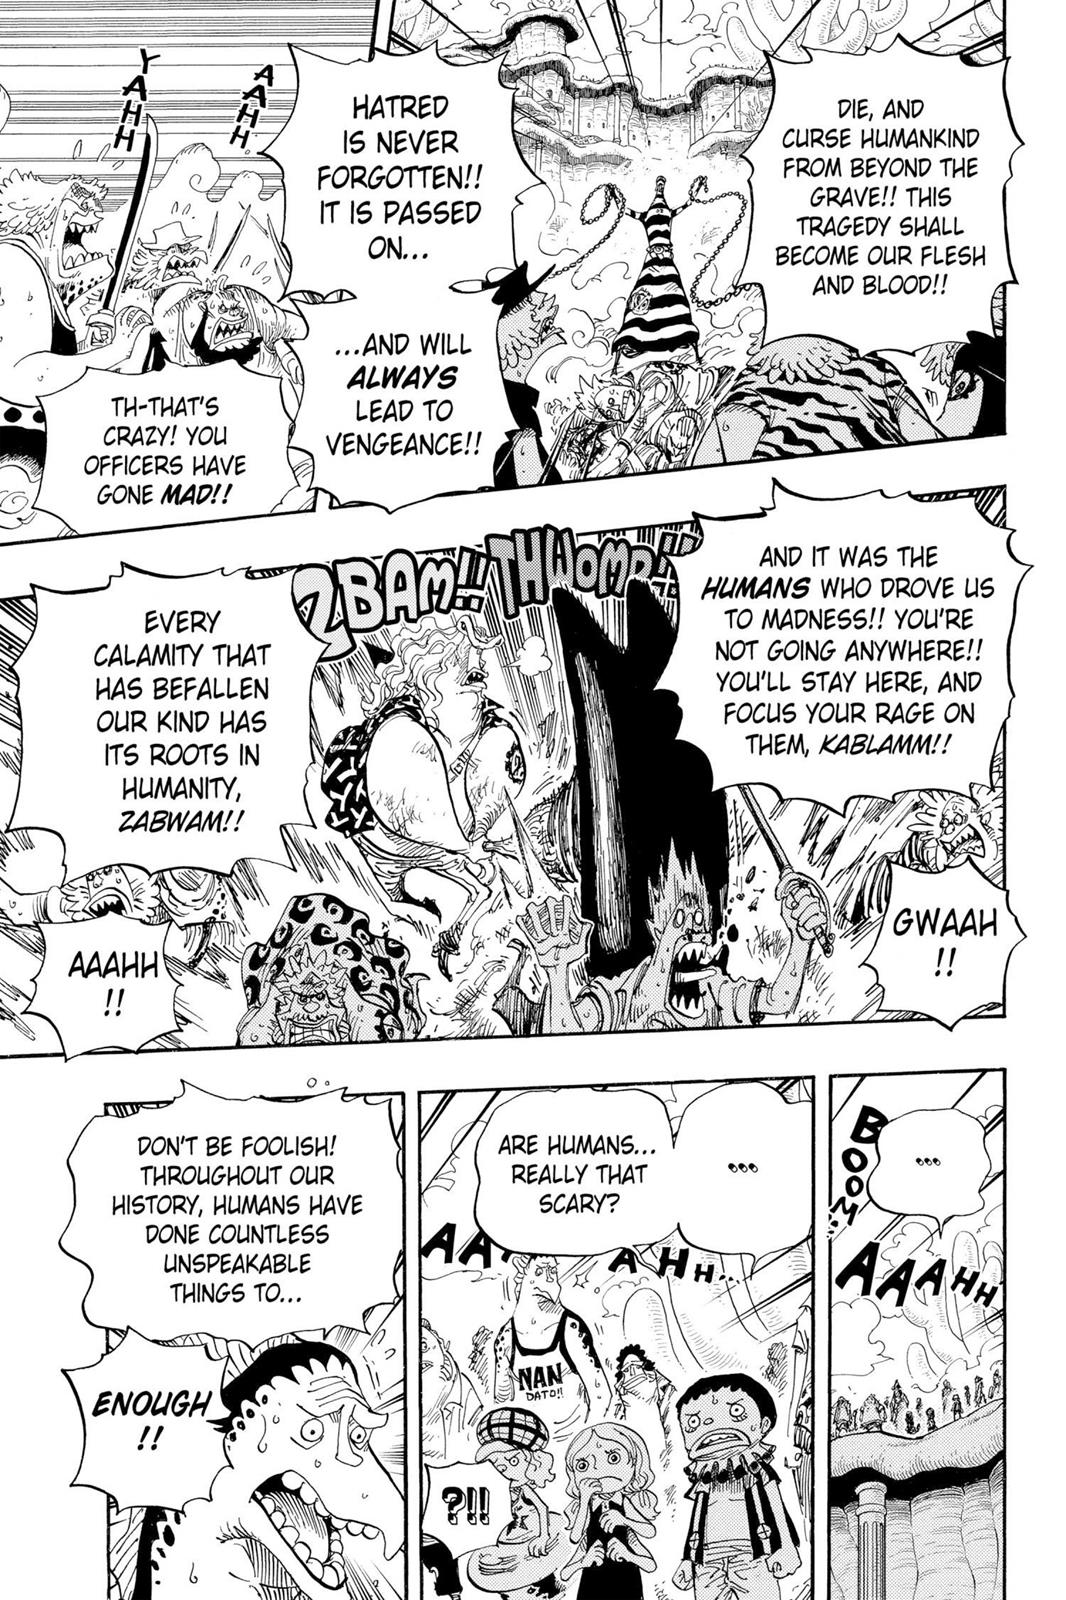 DIE, AND
CURSE HUMANKIND
FROM BEYOND THE
GRAVE!! THIS
TRAGEDY SHALL
BECOME OUR FLESH
AND BLOOD!!
HATRED
IS NEVER
FORGOTTEN!!
IT IS PASSED
ON...
...AND WILL
ALWAYS
LEAD TO
VENGEANCE!!
AAHH
YAHH
TH-THAT'S
CRAZY! YOU
OFFICERS HAVE
GONE MAD!!
AND IT WAS THE
HUMANS WHO DROVE US
TO MADNESS!! YOU'RE
NOT GOING ANYWHERE!!
YOU'LL STAY HERE, AND
FOCUS YOUR RAGE ON
THEM, KABLAMM!!
THWOMP!!
BAM!!
EVERY
CALAMITY THAT
HAS BEFALLEN
OUR KIND HAS
ITS ROOTS IN
HUMANITY,
ZABWAM!!
GWAAH
!!
AAAHH
!!
...
BOOM!!
AAAAHH
...
ARE HUMANS...
REALLY THAT
SCARY?
AAHH...
NAN
DATO!!
?!!
DON'T BE FOOLISH!
THROUGHOUT OUR
HISTORY, HUMANS HAVE
DONE COUNTLESS
UNSPEAKABLE
THINGS TO...
ENOUGH
!!